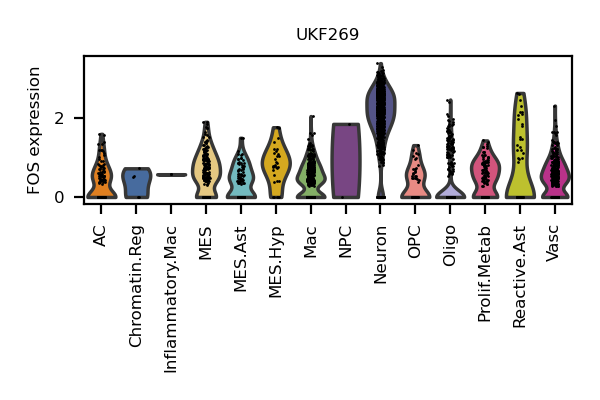 UKF269
FOS expression
2
0
AC
Chromatin.Reg
Inflammatory.Mac
MES
MES.Ast
MES.Hyp
Mac
NPC
Neuron
OPC
Oligo
Prolif.Metab
Reactive.Ast
Vasc